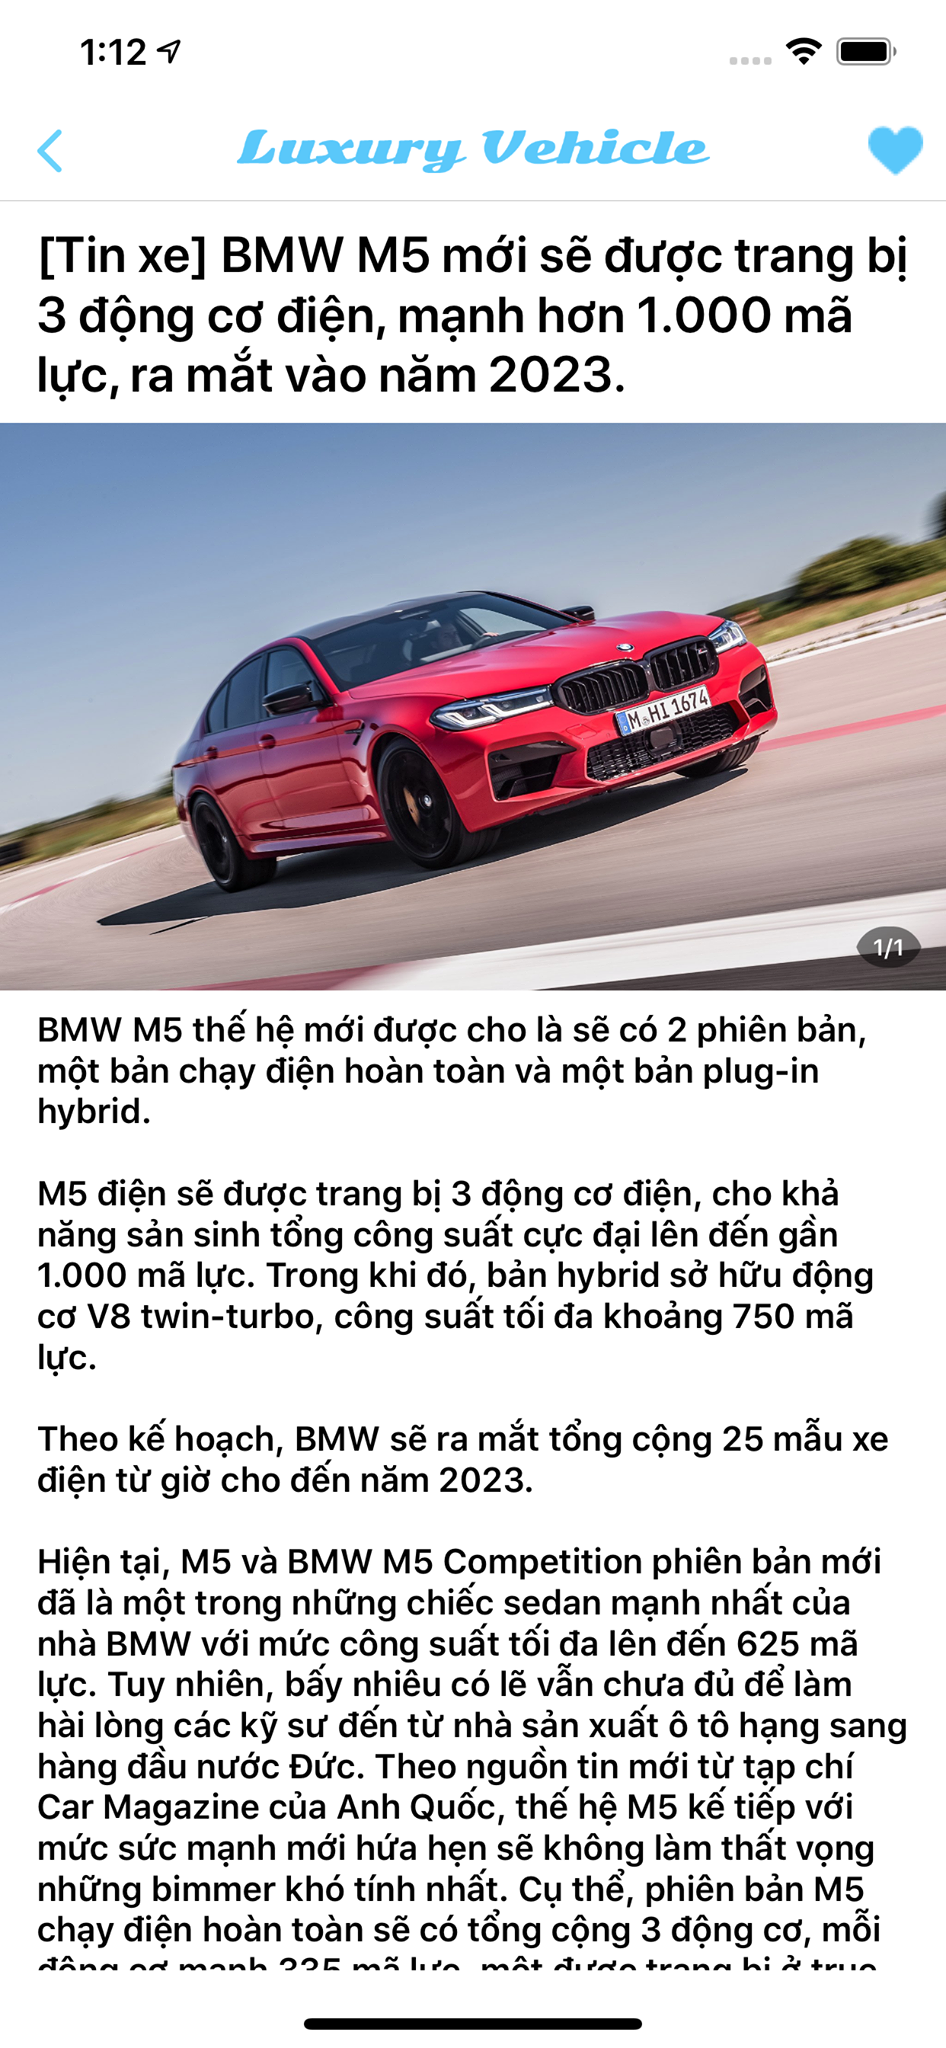 1:12
Luxury Vehicle
[Tin xe] BMW M5 mới sẽ được trang bị
3 động cơ điện, mạnh hơn 1.000 mã
lực, ra mắt vào năm 2023.
M HI 1674
1/1
BMW M5 thế hệ mới được cho là sẽ có 2 phiên bản,
một bản chạy điện hoàn toàn và một bản plug-in
hybrid.
M5 điện sẽ được trang bị 3 động cơ điện, cho khả
năng sản sinh tổng công suất cực đại lên đến gần
1.000 mã lực. Trong khi đó, bản hybrid sở hữu động
cơ V8 twin-turbo, công suất tối đa khoảng 750 mã
lực.
Theo kế hoạch, BMW sẽ ra mắt tổng cộng 25 mẫu xe
điện từ giờ cho đến năm 2023.
Hiện tại, M5 và BMW M5 Competition phiên bản mới
đã là một trong những chiếc sedan mạnh nhất của
nhà BMW với mức công suất tối đa lên đến 625 mã
lực. Tuy nhiên, bấy nhiêu có lẽ vẫn chưa đủ để làm
hài lòng các kỹ sư đến từ nhà sản xuất ô tô hạng sang
hàng đầu nước Đức. Theo nguồn tin mới từ tạp chí
Car Magazine của Anh Quốc, thế hệ M5 kế tiếp với
mức sức mạnh mới hứa hẹn sẽ không làm thất vọng
những bimmer khó tính nhất. Cụ thể, phiên bản M5
chạy điện hoàn toàn sẽ có tổng cộng 3 động cơ, mỗi
động cơ mạnh 335 mã lực, một được trang bị ở trục